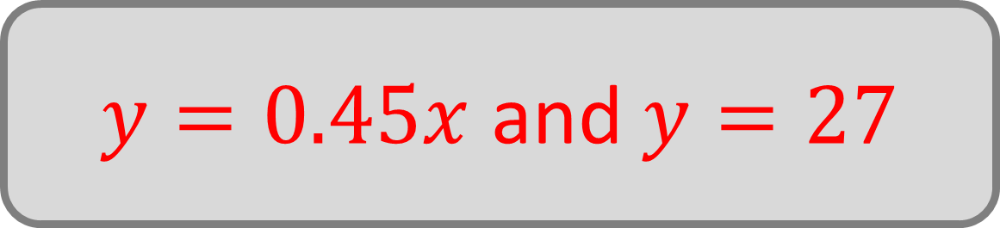 y = 0.45x and y = 27